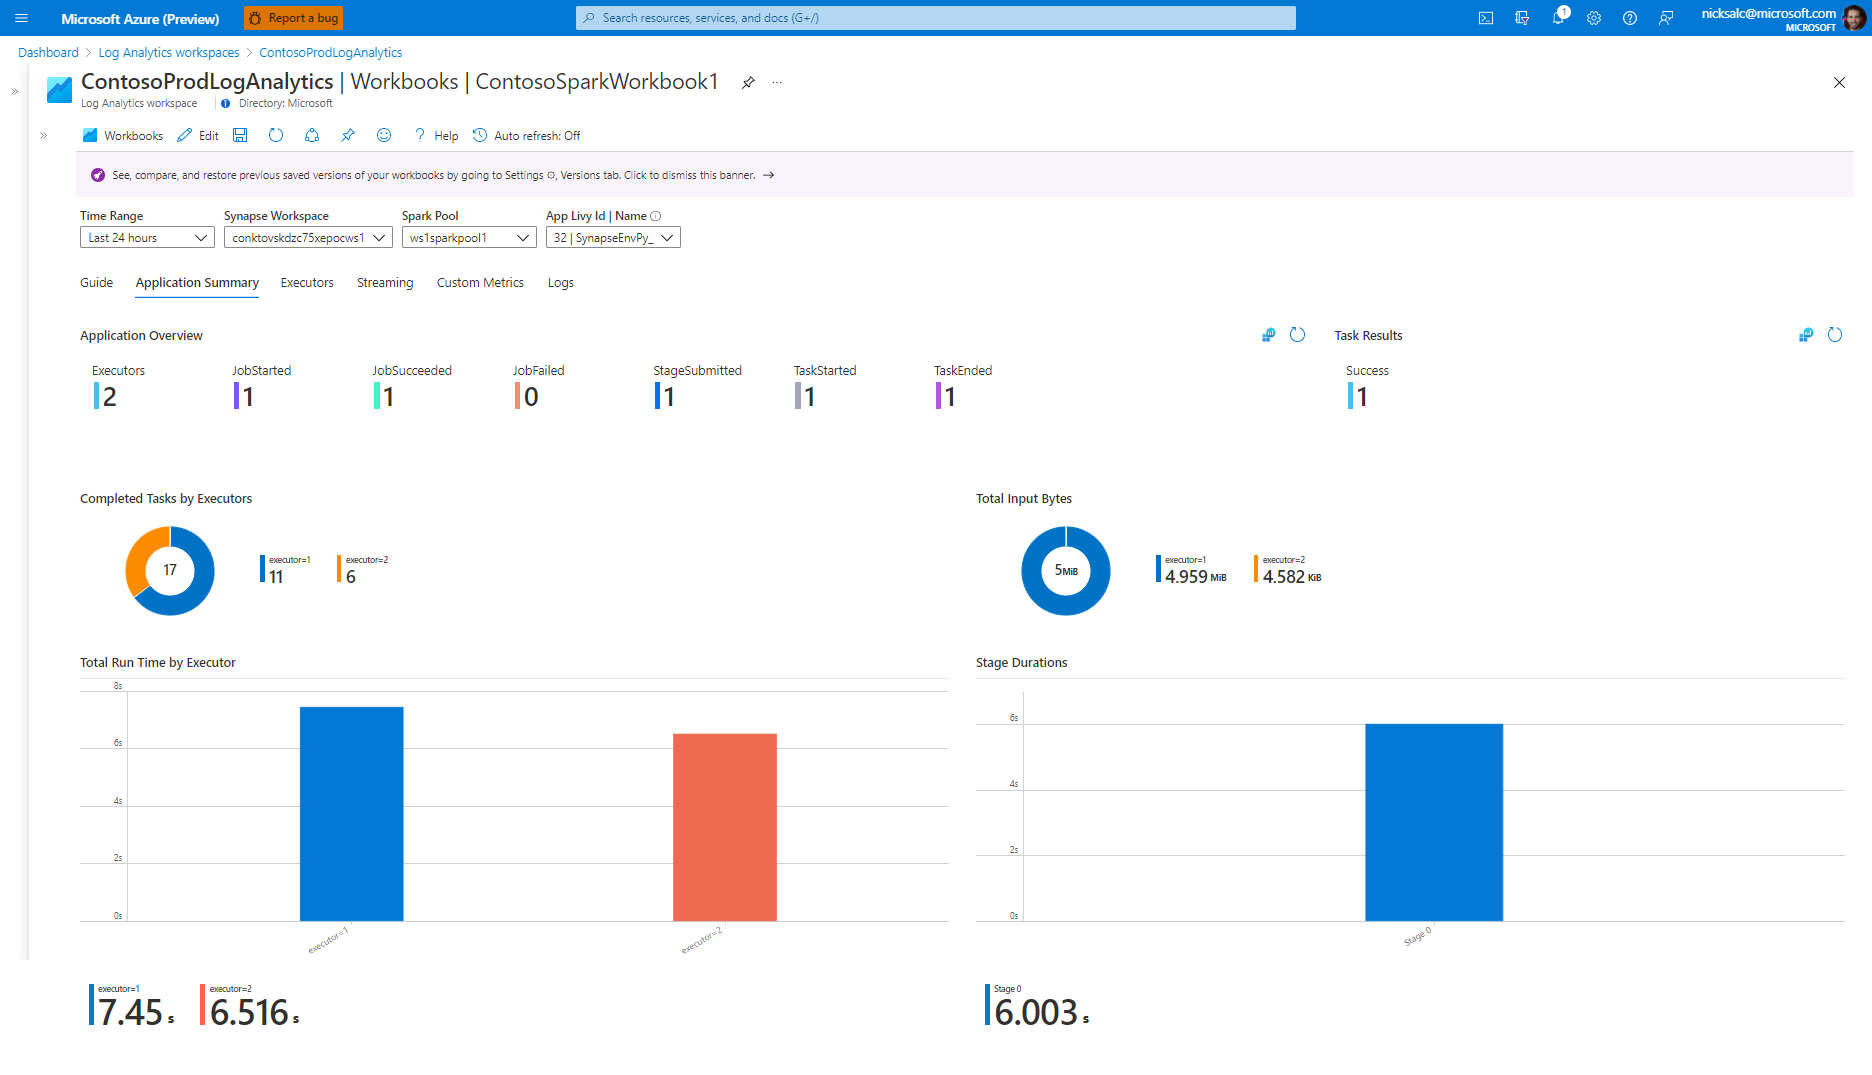 Microsoft Azure (Preview)
Report a bug
Search resources, services, and docs (G+/)
1
nicksalc@microsoft.com
MICROSOFT
Dashboard > Log Analytics workspaces > ContosoProdLogAnalytics
ContosoProdLogAnalytics | Workbooks | ContosoSparkWorkbook1
Log Analytics workspace
Directory: Microsoft
Workbooks
Edit
Help
Auto refresh: Off
See, compare, and restore previous saved versions of your workbooks by going to Settings ⚙, Versions tab. Click to dismiss this banner. →
Time Range
Synapse Workspace
Spark Pool
App Livy Id | Name
Last 24 hours
conktovskdzc75xepocws1
ws1sparkpool1
32 | SynapseEnvPy_
Guide
Application Summary
Executors
Streaming
Custom Metrics
Logs
Application Overview
Task Results
Executors
JobStarted
JobSucceeded
JobFailed
StageSubmitted
TaskStarted
TaskEnded
Success
2
1
1
0
1
1
1
1
Completed Tasks by Executors
17
executor=1
11
executor=2
6
Total Input Bytes
5MiB
executor=1
4.959 MiB
executor=2
4.582 KiB
Total Run Time by Executor
8s
6s
4s
2s
0s
executor=1
executor=2
executor=1
7.45 s
executor=2
6.516 s
Stage Durations
6s
4s
2s
0s
Stage 0
Stage 0
6.003 s